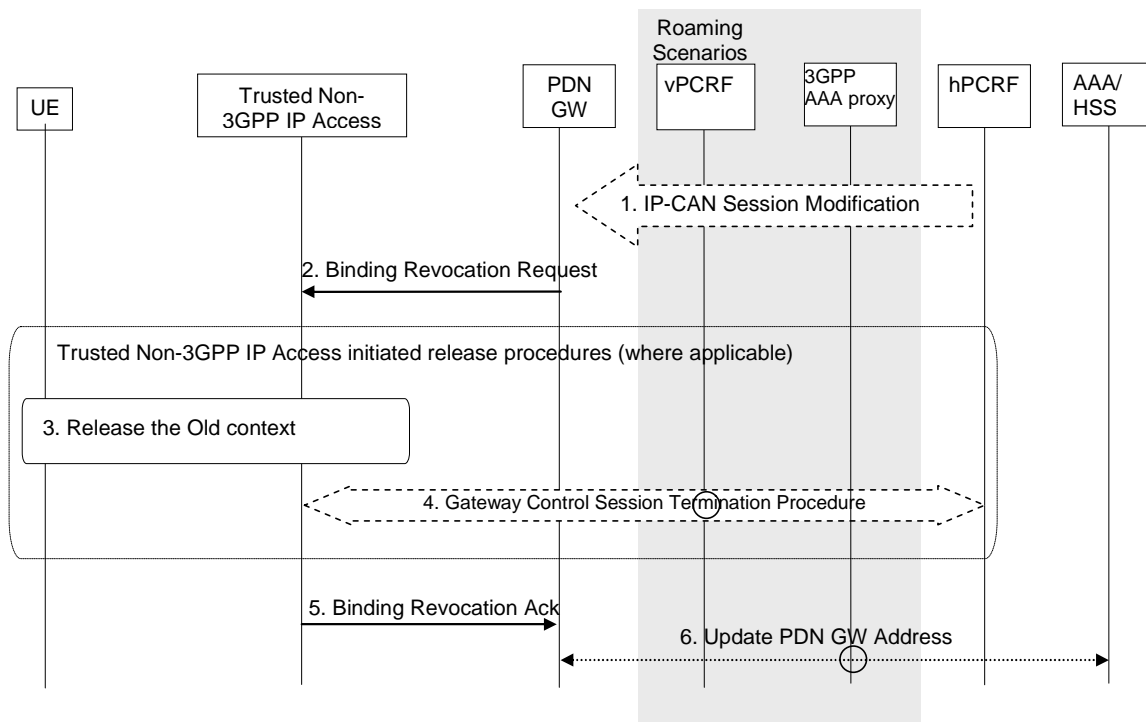 Roaming
Scenarios
UE
Trusted Non-
3GPP IP Access
PDN
GW
vPCRF
3GPP
AAA proxy
hPCRF
AAA/
HSS
1. IP-CAN Session Modification
2. Binding Revocation Request
Trusted Non-3GPP IP Access initiated release procedures (where applicable)
3. Release the Old context
4. Gateway Control Session Termination Procedure
5. Binding Revocation Ack
6. Update PDN GW Address